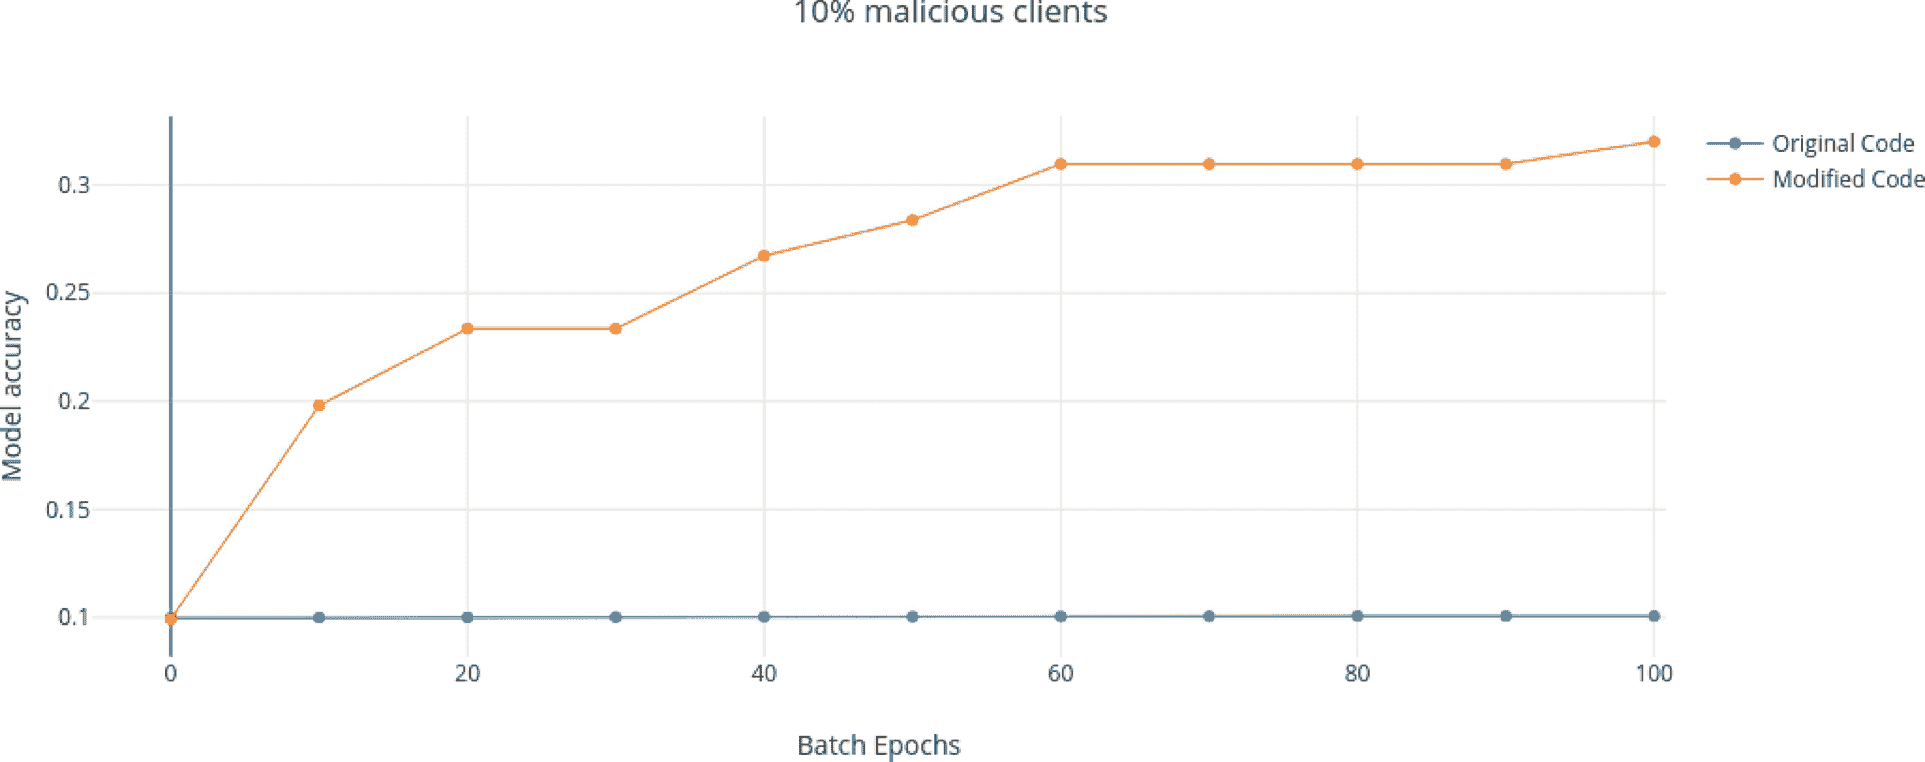 10% malicious clients
Original Code
Modified Code
Model accuracy
0.3
0.25
0.2
0.15
0.1
0 20 40 60 80 100
Batch Epochs